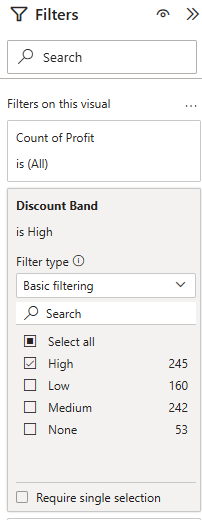 Filters
Search
Filters on this visual ...
Count of Profit
is (All)
Discount Band
is High
Filter type
Basic filtering
Search
Select all
High 245
Low 160
Medium 242
None 53
Require single selection